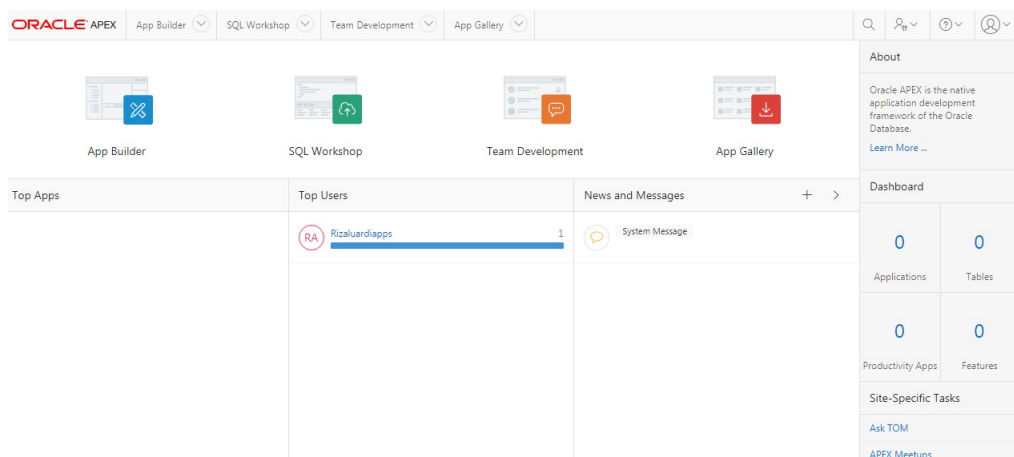 ORACLE APEX App Builder SQL Workshop Team Development App Gallery
App Builder
SQL Workshop
Team Development
App Gallery
Top Apps
Top Users
RA Rizaluardiapps 1
News and Messages
System Message
About
Oracle APEX is the native
application development
framework of the Oracle
Database.
Learn More ...
Dashboard
0
Applications
0
Tables
0
Productivity Apps
0
Features
Site-Specific Tasks
Ask TOM
APEX Meetups